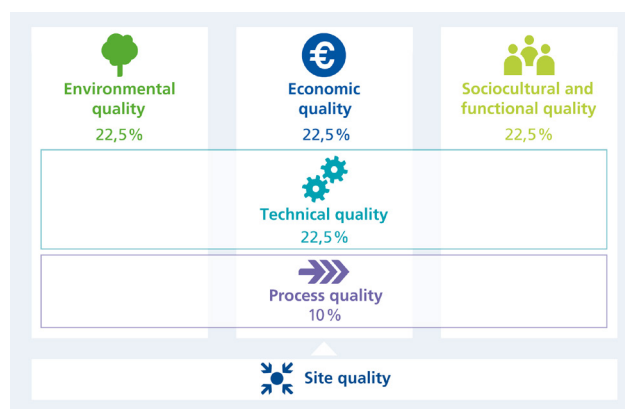 Environmental
quality
22,5 %
Economic
quality
22,5 %
Sociocultural and
functional quality
22,5 %
Technical quality
22,5 %
Process quality
10 %
Site quality